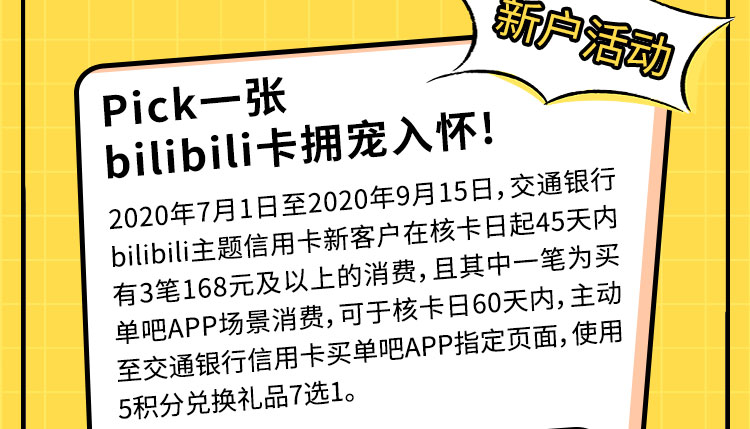 新户活动
Pick一张
bilibili卡拥宠入怀!
2020年7月1日至2020年9月15日,交通银行
bilibili主题信用卡新客户在核卡日起45天内
有3笔168元及以上的消费,且其中一笔为买
单吧APP场景消费,可于核卡日60天内,主动
至交通银行信用卡买单吧APP指定页面,使用
5积分兑换礼品7选1。